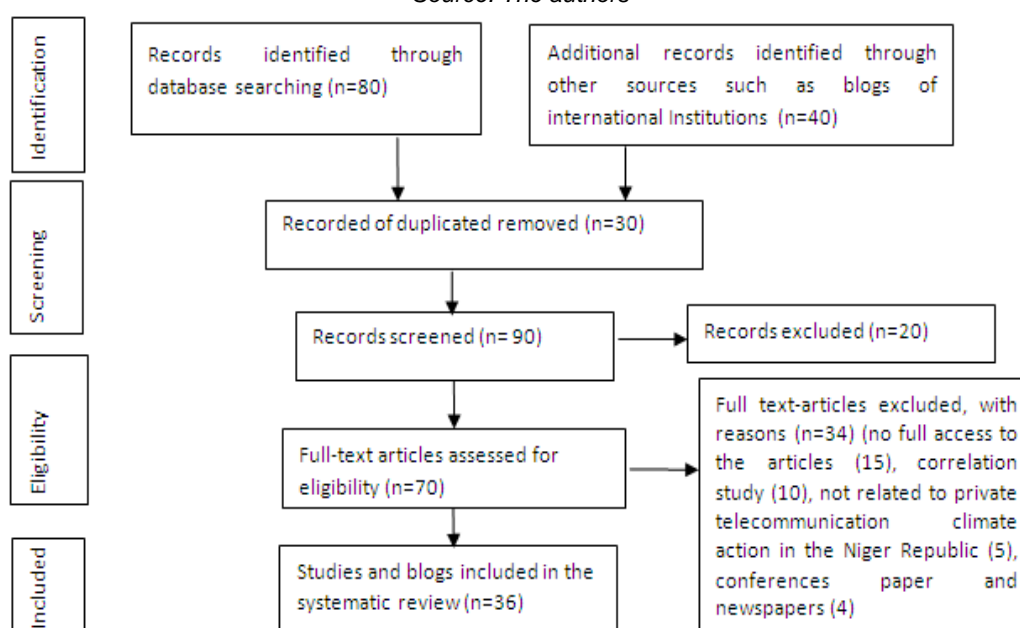 Source: The authors
Identification
Records identified through
database searching (n=80)
Additional records identified through
other sources such as blogs of
international Institutions (n=40)
Screening
Recorded of duplicated removed (n=30)
Records screened (n= 90)
Records excluded (n=20)
Eligibility
Full-text articles assessed for
eligibility (n=70)
Full text-articles excluded, with
reasons (n=34) (no full access to
the articles (15), correlation
study (10), not related to private
telecommunication climate
action in the Niger Republic (5),
conferences paper and
newspapers (4)
Included
Studies and blogs included in the
systematic review (n=36)